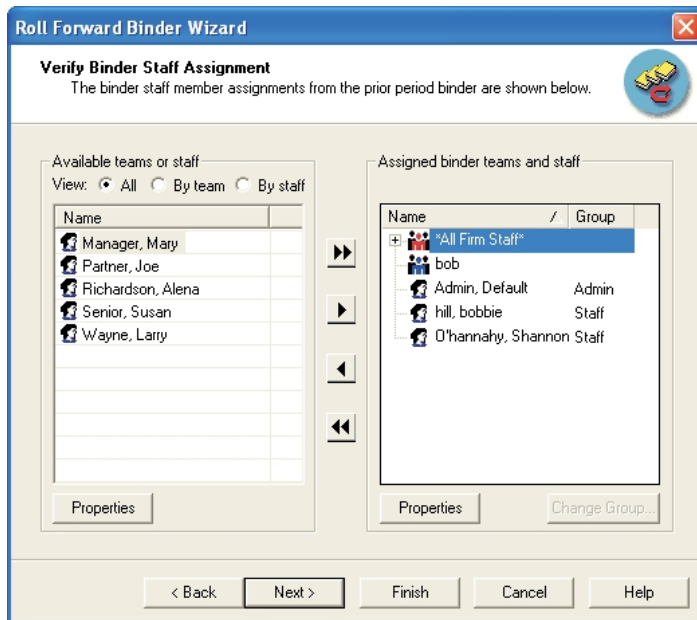 Roll Forward Binder Wizard
Verify Binder Staff Assignment
The binder staff member assignments from the prior period binder are shown below.
Available teams or staff
View: All By team By staff
Name
Manager, Mary
Partner, Joe
Richardson, Alena
Senior, Susan
Wayne, Larry
Properties
Assigned binder teams and staff
Name / Group
*All Firm Staff*
bob
Admin, Default Admin
hill, bobbie Staff
O'hannahy, Shannon Staff
Properties Change Group...
< Back Next > Finish Cancel Help